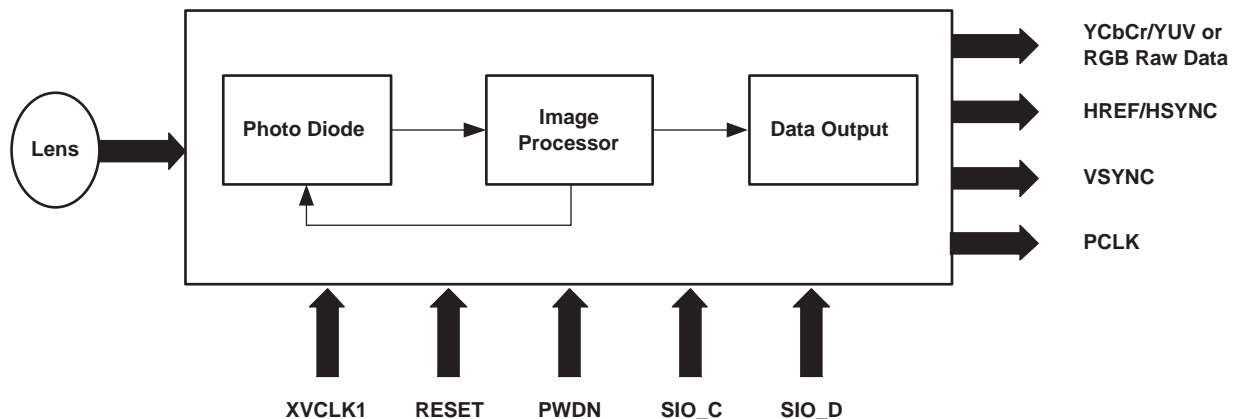 YCbCr/YUV or
RGB Raw Data
Photo Diode
Image
Processor
Data Output
HREF/HSYNC
Lens
VSYNC
PCLK
XVCLK1
RESET
PWDN
SIO_C
SIO_D